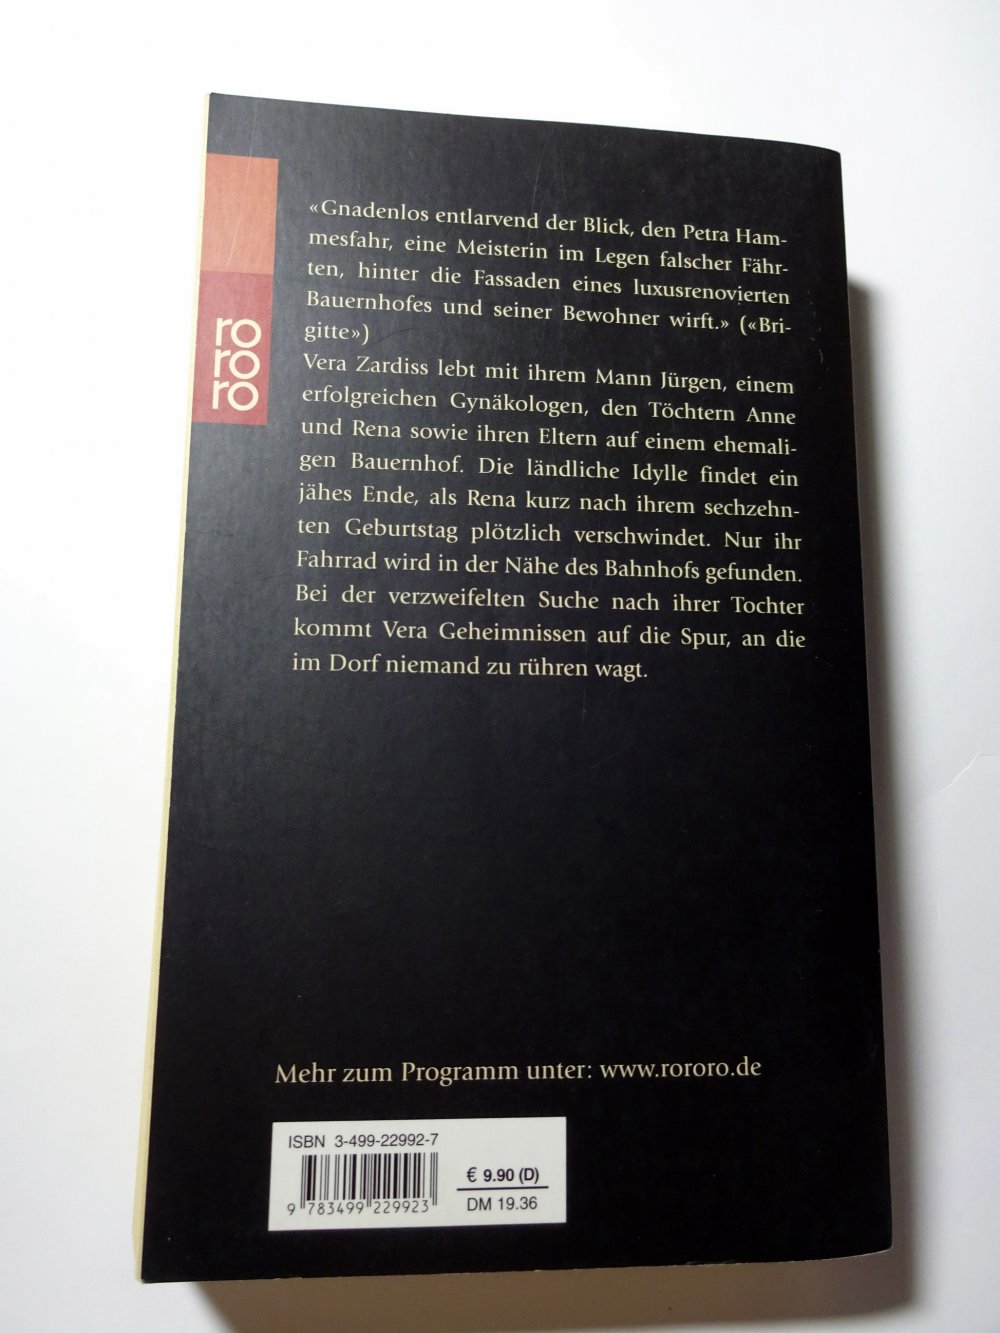 «Gnadenlos entlarvend der Blick, den Petra Ham-
mesfahr, eine Meisterin im Legen falscher Fähr-
ten, hinter die Fassaden eines luxusrenovierten
Bauernhofes und seiner Bewohner wirft.» («Bri-
gitte»)
Vera Zardiss lebt mit ihrem Mann Jürgen, einem
erfolgreichen Gynäkologen, den Töchtern Anne
und Rena sowie ihren Eltern auf einem ehemali-
gen Bauernhof. Die ländliche Idylle findet ein
jähes Ende, als Rena kurz nach ihrem sechzehn-
ten Geburtstag plötzlich verschwindet. Nur ihr
Fahrrad wird in der Nähe des Bahnhofs gefunden.
Bei der verzweifelten Suche nach ihrer Tochter
kommt Vera Geheimnissen auf die Spur, an die
im Dorf niemand zu rühren wagt.
ro
ro
ro
Mehr zum Programm unter: www.rororo.de
ISBN 3-499-22992-7
9 783499 229923
€ 9.90 (D)
DM 19.36